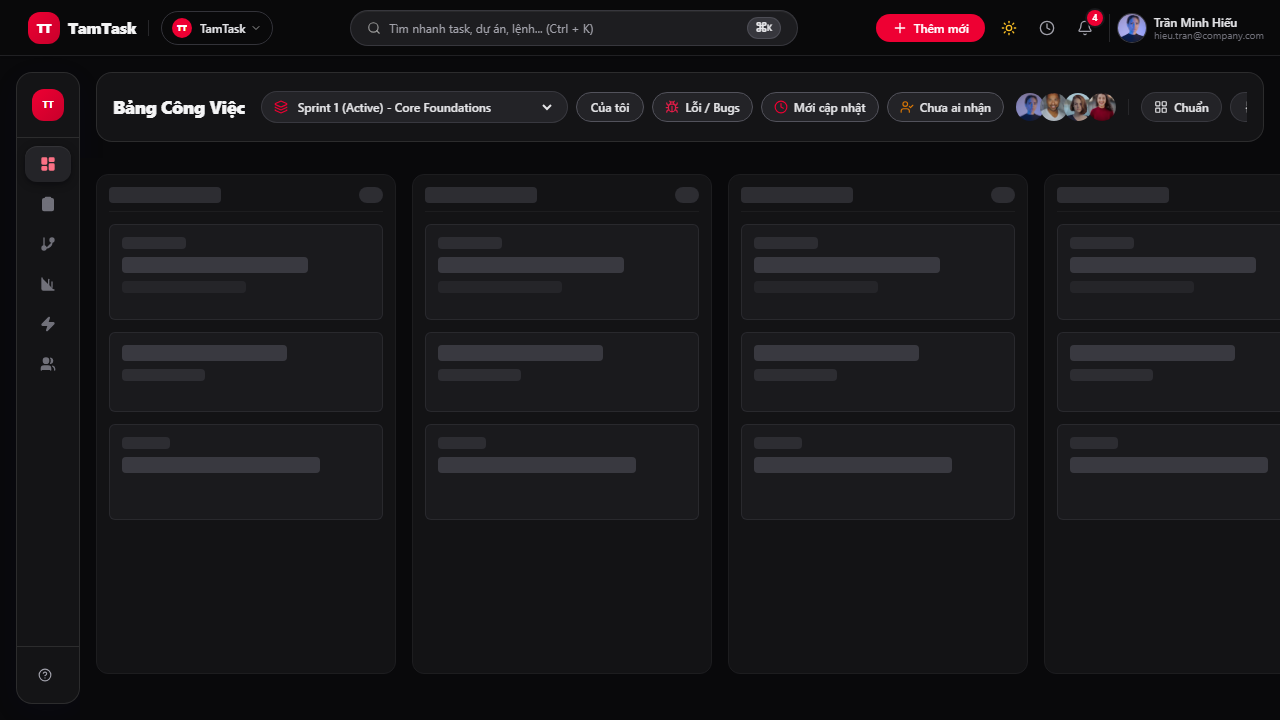 TT TamTask
TT TamTask
Tìm nhanh task, dự án, lệnh... (Ctrl + K)
⌘K
Thêm mới
4
Trần Minh Hiếu
hieu.tran@company.com
TT
Bảng Công Việc
Sprint 1 (Active) - Core Foundations
Của tôi
Lỗi / Bugs
Mới cập nhật
Chưa ai nhận
Chuẩn